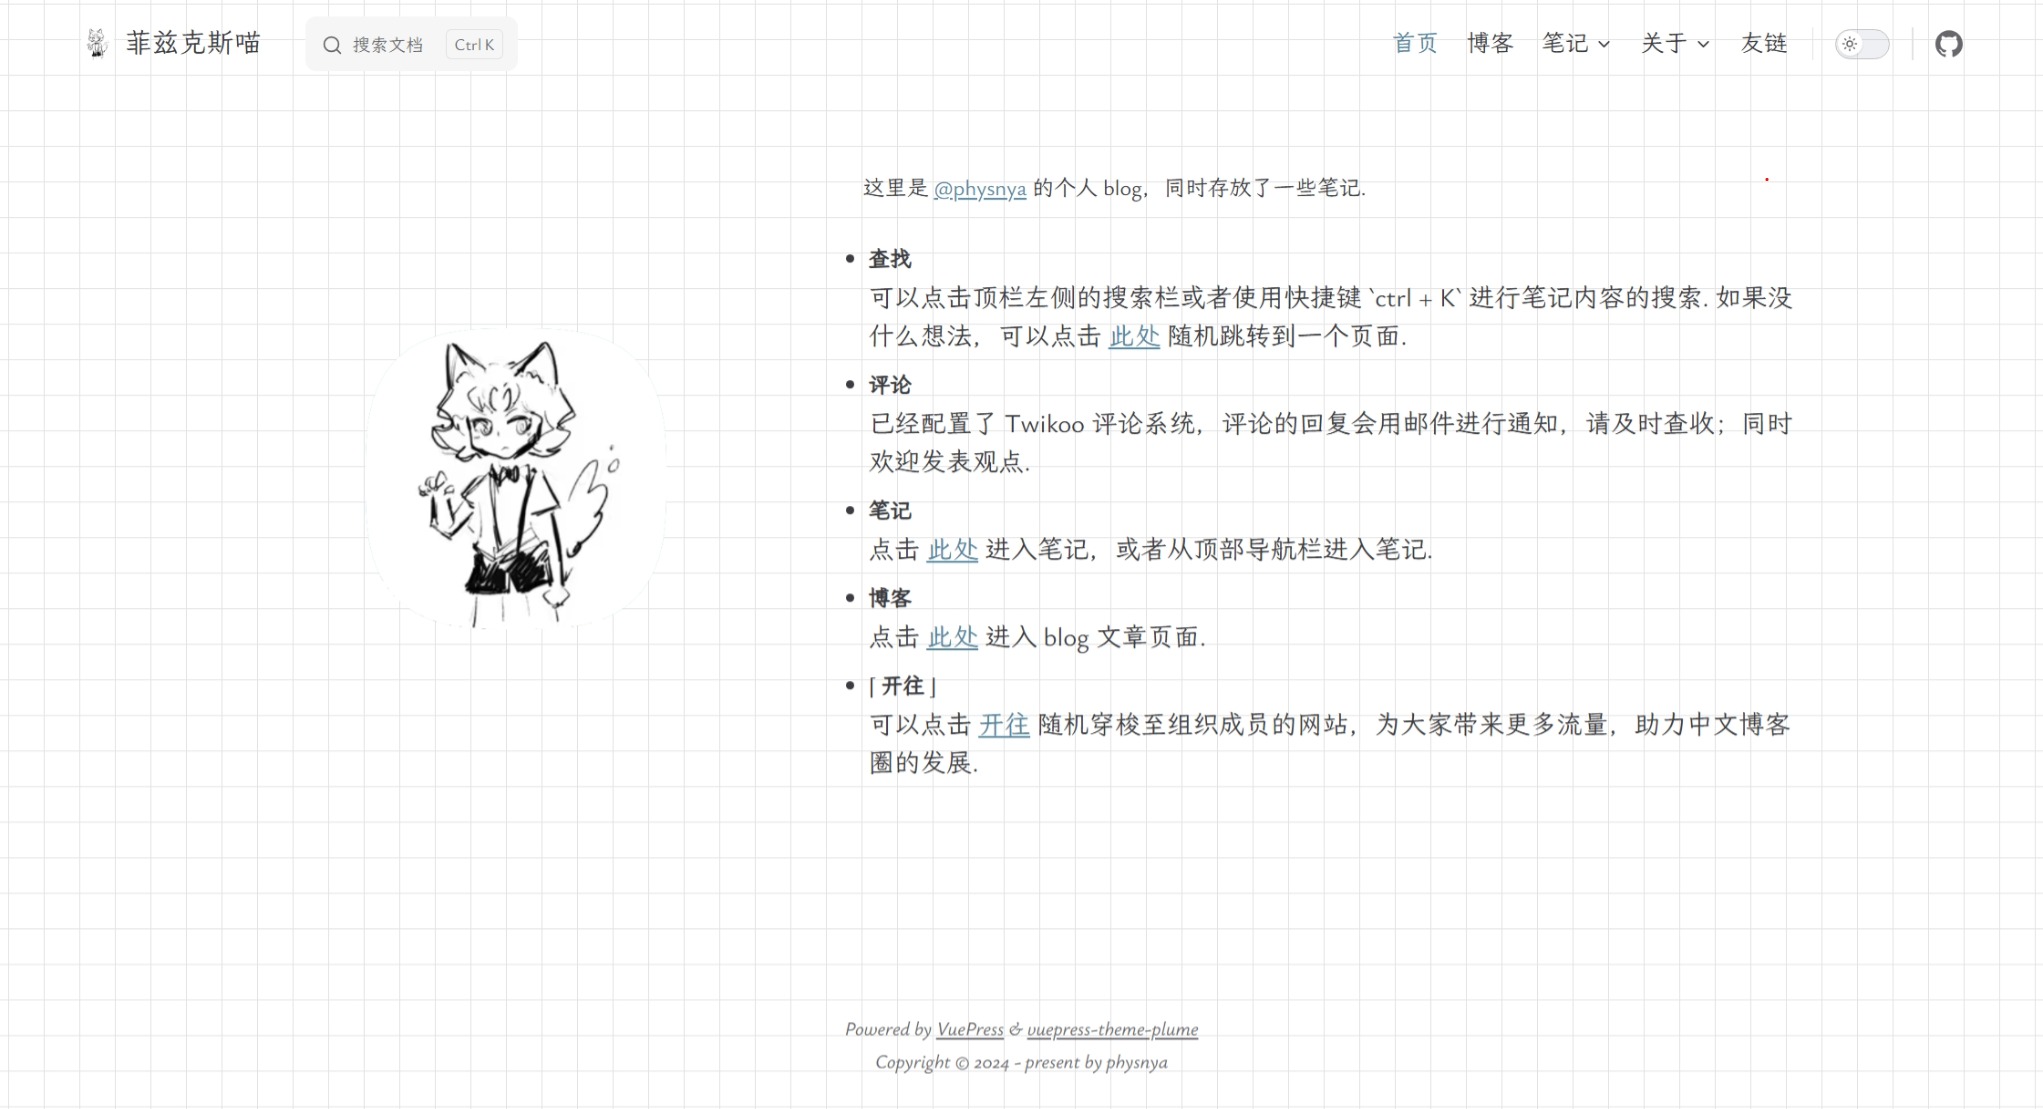 菲兹克斯喵 搜索文档 Ctrl K 首页 博客 笔记 关于 友链
这里是 @physnya 的个人 blog，同时存放了一些笔记.
查找
可以点击顶栏左侧的搜索栏或者使用快捷键 `ctrl + K` 进行笔记内容的搜索. 如果没
什么想法，可以点击 此处 随机跳转到一个页面.
评论
已经配置了 Twikoo 评论系统，评论的回复会用邮件进行通知，请及时查收；同时
欢迎发表观点.
笔记
点击 此处 进入笔记，或者从顶部导航栏进入笔记.
博客
点击 此处 进入 blog 文章页面.
「开往」
可以点击 开往 随机穿梭至组织成员的网站，为大家带来更多流量，助力中文博客
圈的发展.
Powered by VuePress & vuepress-theme-plume
Copyright © 2024 - present by physnya